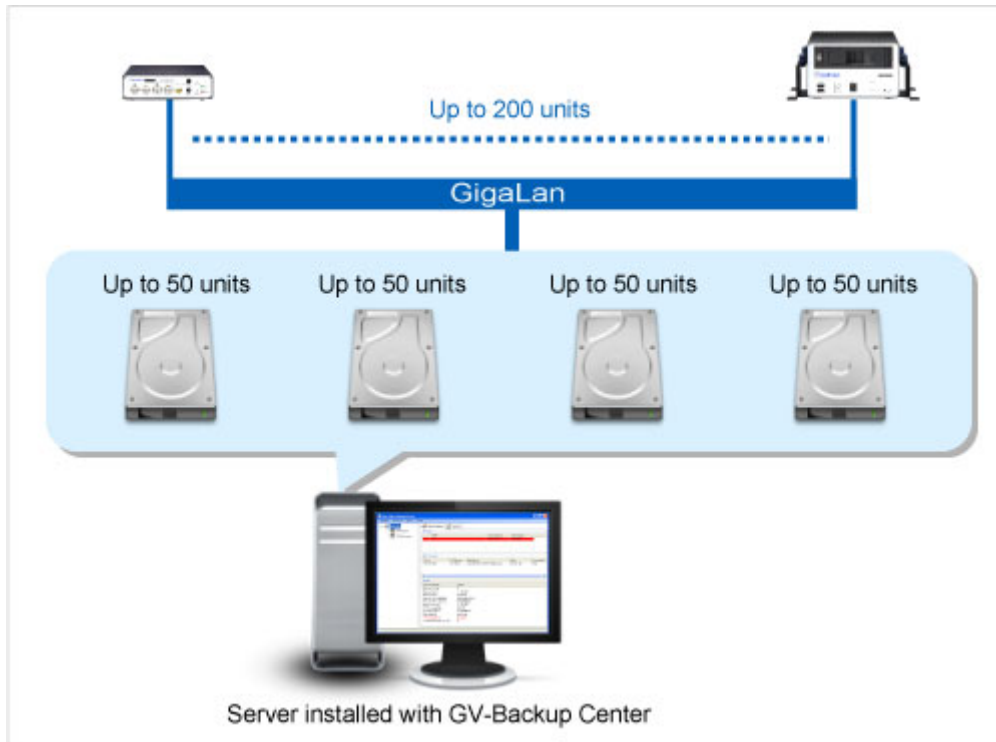 Up to 200 units
GigaLan
Up to 50 units
Up to 50 units
Up to 50 units
Up to 50 units
Server installed with GV-Backup Center